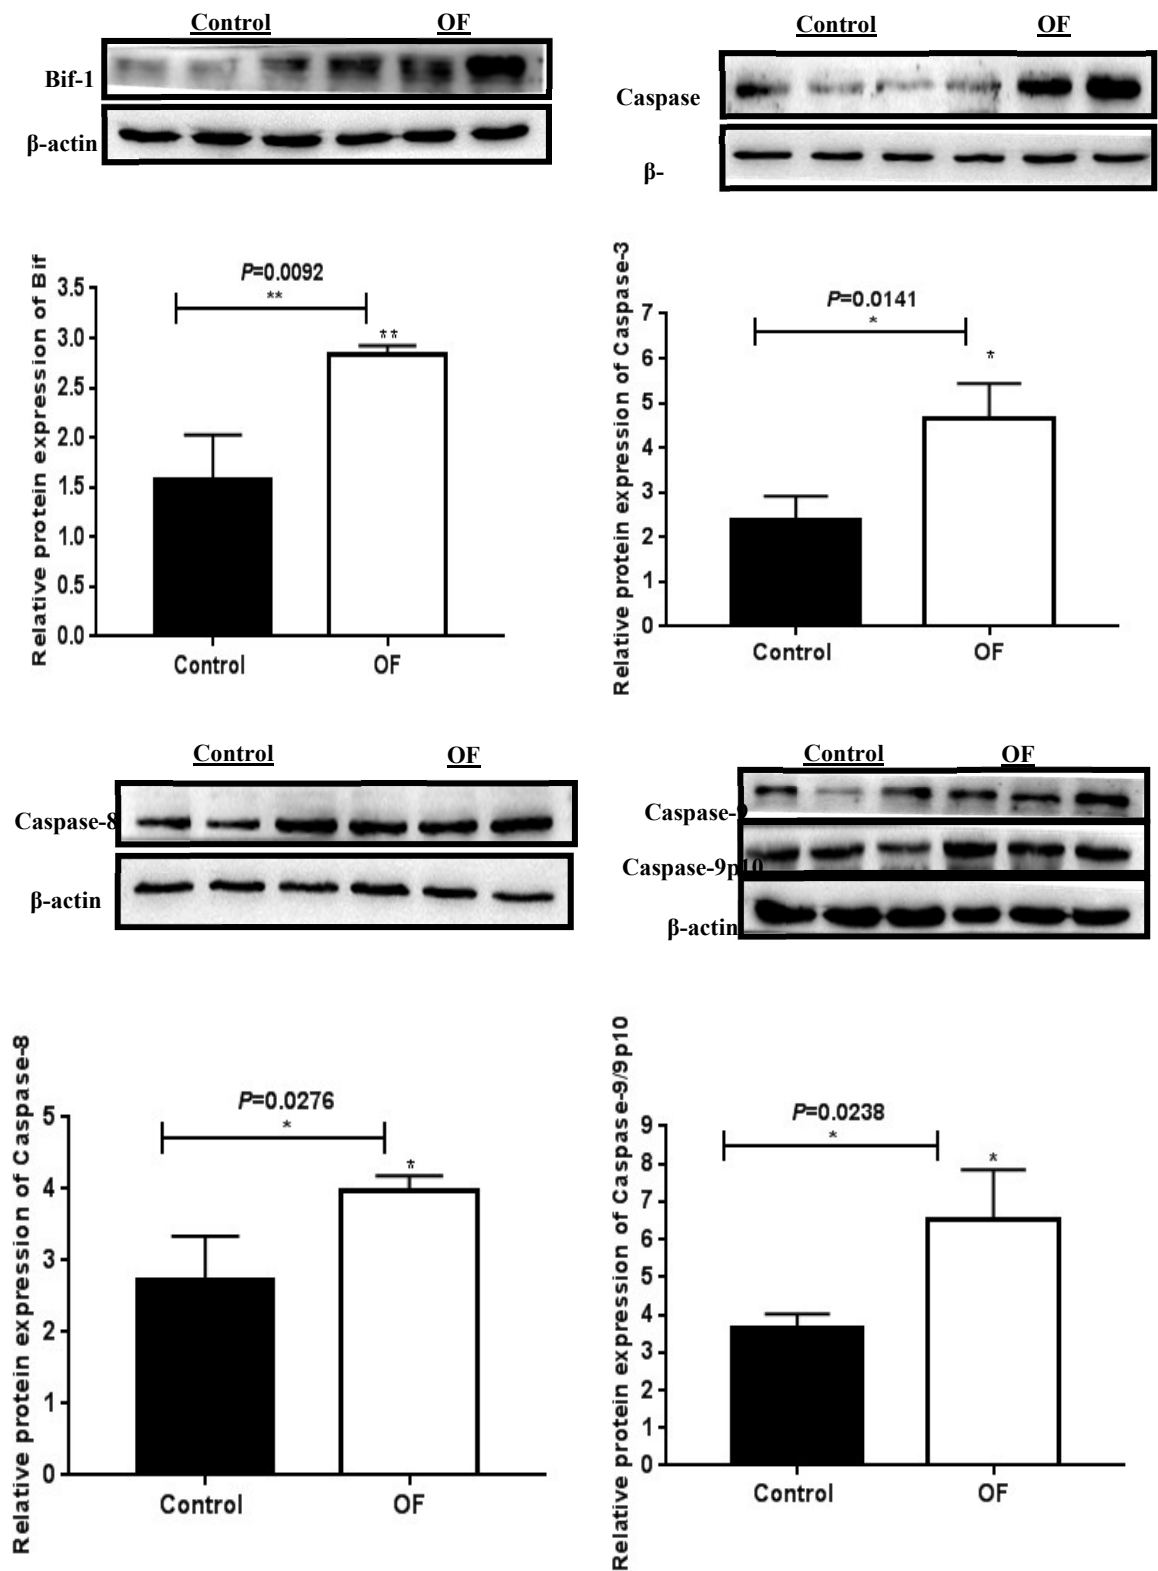 Control OF
Bif-1
β-actin
Control OF
Caspase
β-
Relative protein expression of Bif
P=0.0092
**
**
3.5
3.0
2.5
2.0
1.5
1.0
0.5
0.0
Control OF
Relative protein expression of Caspase-3
P=0.0141
*
*
7
6
5
4
3
2
1
0
Control OF
Control OF
Caspase-8
β-actin
Control OF
Caspase-9
Caspase-9p10
β-actin
Relative protein expression of Caspase-8
P=0.0276
*
*
5
4
3
2
1
0
Control OF
Relative protein expression of Caspase-9/9p10
P=0.0238
*
*
9
8
7
6
5
4
3
2
1
0
Control OF